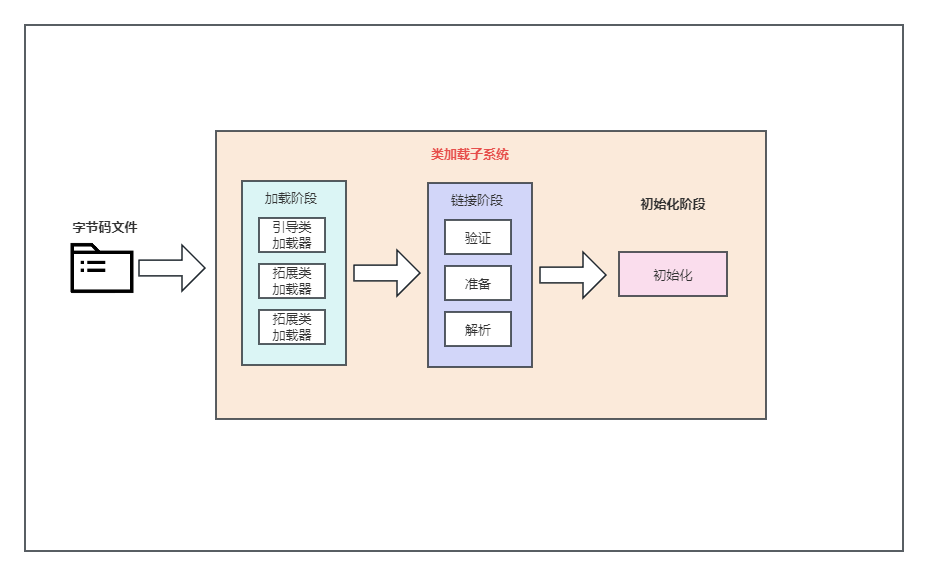 类加载子系统
字节码文件
加载阶段
引导类
加载器
拓展类
加载器
拓展类
加载器
链接阶段
验证
准备
解析
初始化阶段
初始化